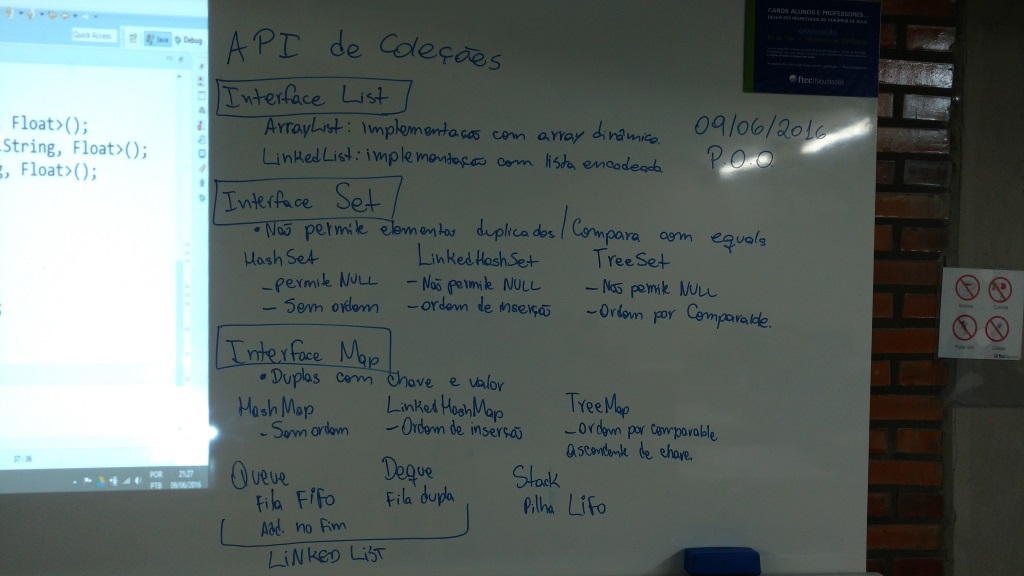 Quick Access
Java
Debug
Float>();
String, Float>();
g, Float>();
37 : 36
POR
PTB
21:27
09/06/2016
API de Coleções
Interface List
ArrayList: Implementação com array dinâmico.
LinkedList: implementação com lista encadeada
09/06/2016
P.O.O
Interface Set
• Não permite elementos duplicados / Compara com equals
HashSet
- permite NULL
- Sem ordem
LinkedHashSet
- Não permite NULL
- ordem de inserção
TreeSet
- Não permite NULL
- Ordem por Comparable.
Interface Map
• Duplas com chave e valor
HashMap
- Sem ordem
LinkedHashMap
- Ordem de inserção
TreeMap
- Ordem por comparable
ascendente de chave.
Queue
Fila FIFO
Add. no fim
Deque
Fila dupla
LINKED LIST
Stack
Pilha LIFO
CAROS ALUNOS E PROFESSORES...
ftec